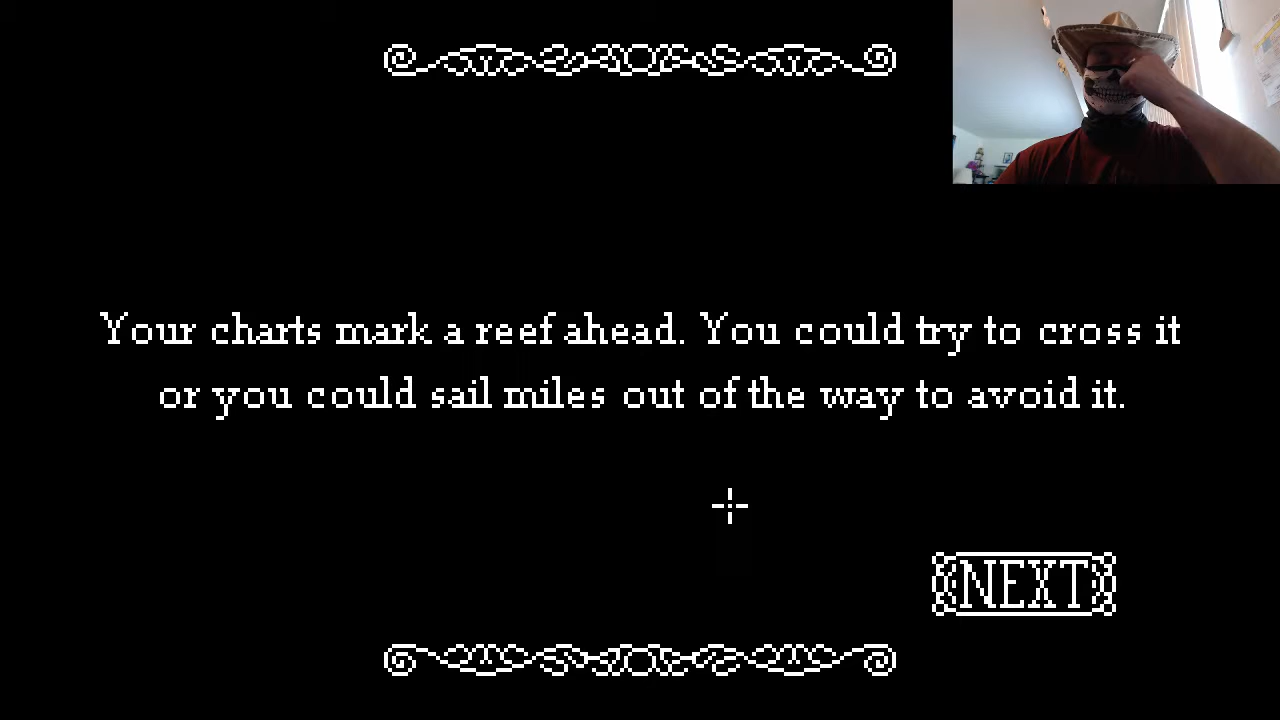 Your charts mark a reef ahead. You could try to cross it
or you could sail miles out of the way to avoid it.
NEXT